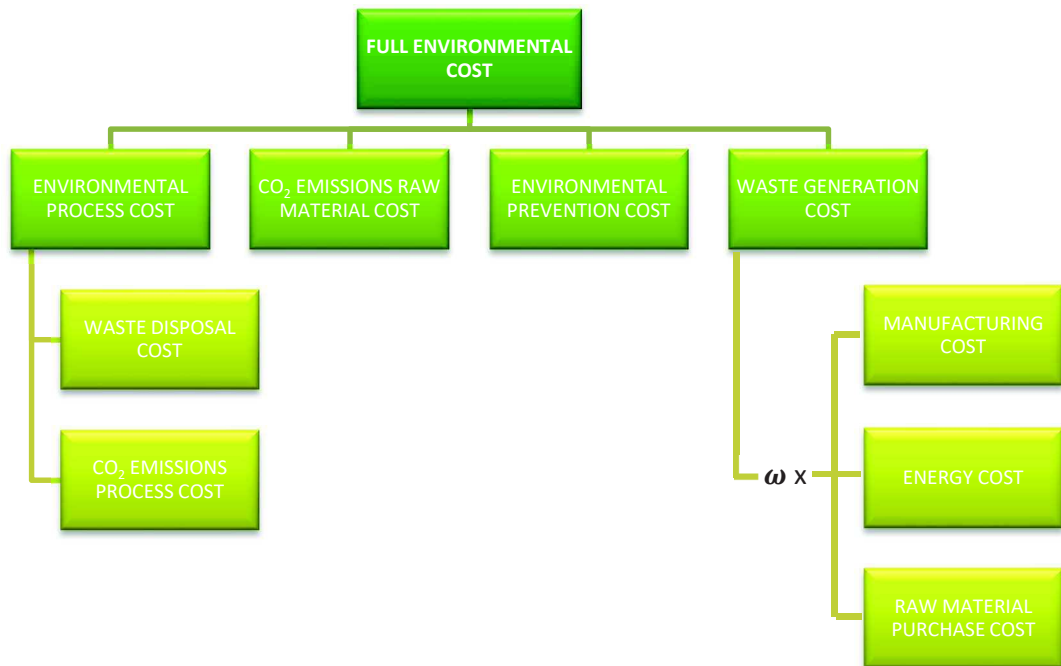 FULL ENVIRONMENTAL
COST
ENVIRONMENTAL
PROCESS COST
CO₂ EMISSIONS RAW
MATERIAL COST
ENVIRONMENTAL
PREVENTION COST
WASTE GENERATION
COST
WASTE DISPOSAL
COST
CO₂ EMISSIONS
PROCESS COST
ω x
MANUFACTURING
COST
ENERGY COST
RAW MATERIAL
PURCHASE COST